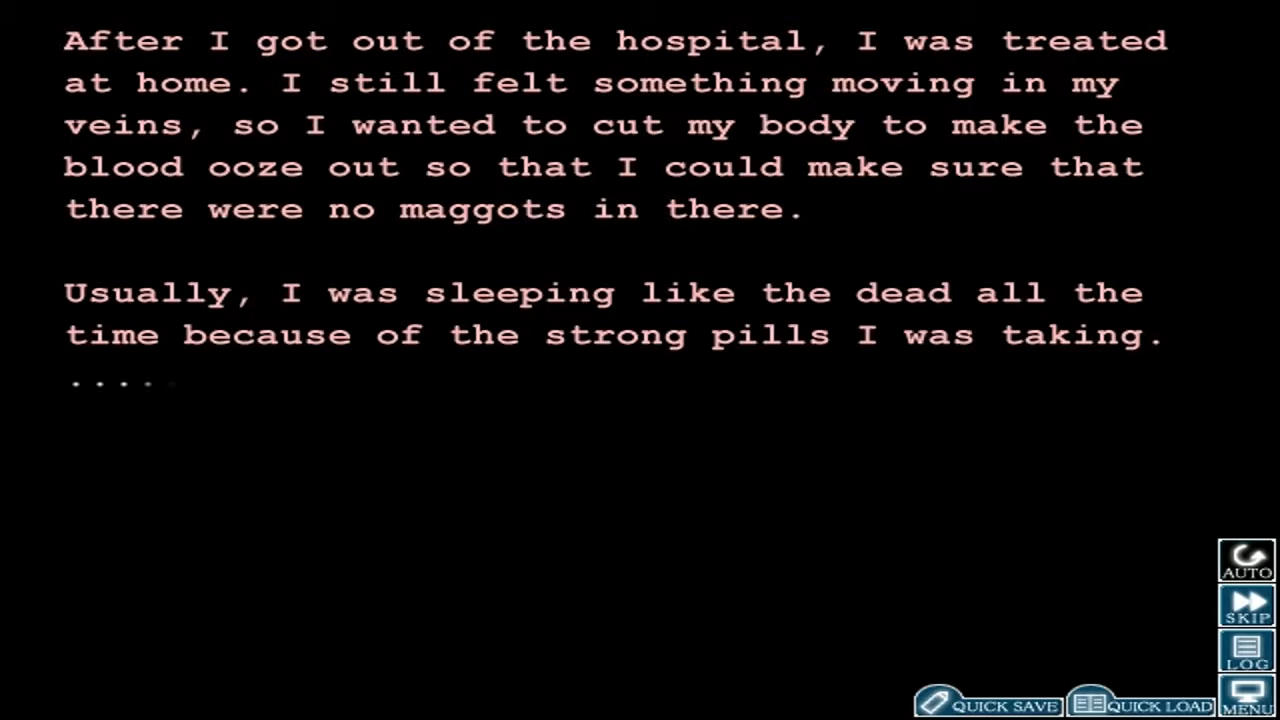 After I got out of the hospital, I was treated
at home. I still felt something moving in my
veins, so I wanted to cut my body to make the
blood ooze out so that I could make sure that
there were no maggots in there.
Usually, I was sleeping like the dead all the
time because of the strong pills I was taking.
.....
AUTO
SKIP
LOG
MENU
QUICK SAVE
QUICK LOAD